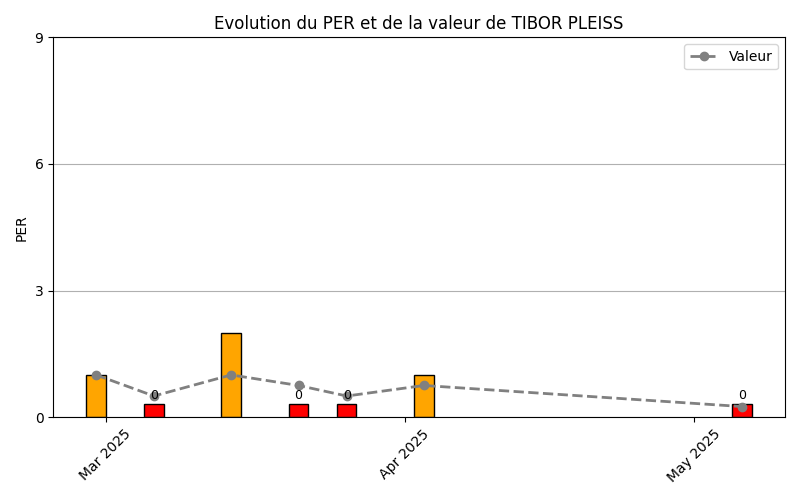 Evolution du PER et de la valeur de TIBOR PLEISS
Valeur
PER
9
6
3
0
0
0
0
0
Mar 2025
Apr 2025
May 2025